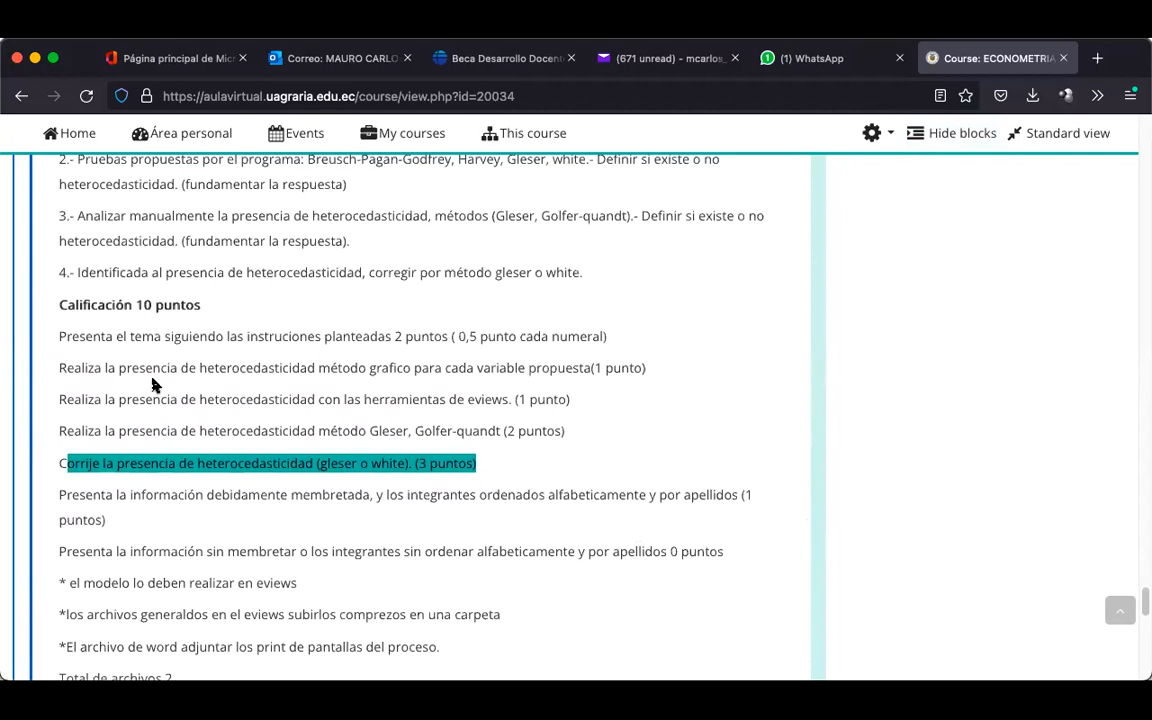 Página principal de Micr
Correo: MAURO CARLO
Beca Desarrollo Docent
(671 unread) - mcarlos_
(1) WhatsApp
Course: ECONOMETRIA
https://aulavirtual.uagraria.edu.ec/course/view.php?id=20034
Home
Área personal
Events
My courses
This course
Hide blocks
Standard view
2.- Pruebas propuestas por el programa: Breusch-Pagan-Godfrey, Harvey, Gleser, white.- Definir si existe o no
heterocedasticidad. (fundamentar la respuesta)
3.- Analizar manualmente la presencia de heterocedasticidad, métodos (Gleser, Golfer-quandt).- Definir si existe o no
heterocedasticidad. (fundamentar la respuesta).
4.- Identificada al presencia de heterocedasticidad, corregir por método gleser o white.
Calificación 10 puntos
Presenta el tema siguiendo las instruciones planteadas 2 puntos ( 0,5 punto cada numeral)
Realiza la presencia de heterocedasticidad método grafico para cada variable propuesta(1 punto)
Realiza la presencia de heterocedasticidad con las herramientas de eviews. (1 punto)
Realiza la presencia de heterocedasticidad método Gleser, Golfer-quandt (2 puntos)
Corrije la presencia de heterocedasticidad (gleser o white). (3 puntos)
Presenta la información debidamente membretada, y los integrantes ordenados alfabeticamente y por apellidos (1
puntos)
Presenta la información sin membretar o los integrantes sin ordenar alfabeticamente y por apellidos 0 puntos
* el modelo lo deben realizar en eviews
*los archivos generaldos en el eviews subirlos comprezos en una carpeta
*El archivo de word adjuntar los print de pantallas del proceso.
Total de archivos 2